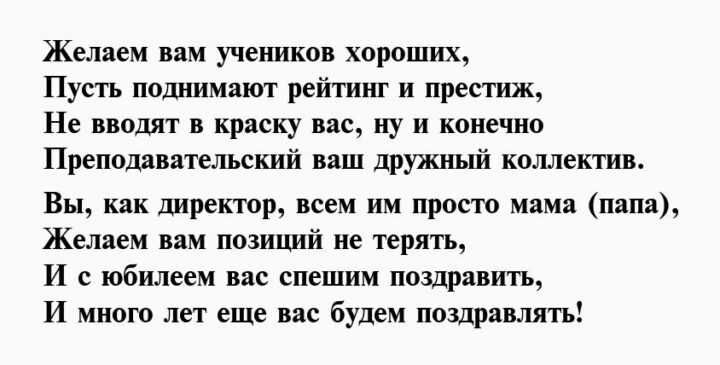 Желаем вам учеников хороших,
Пусть поднимают рейтинг и престиж,
Не вводят в краску вас, ну и конечно
Преподавательский ваш дружный коллектив.
Вы, как директор, всем им просто мама (папа),
Желаем вам позиций не терять,
И с юбилеем вас спешим поздравить,
И много лет еще вас будем поздравлять!